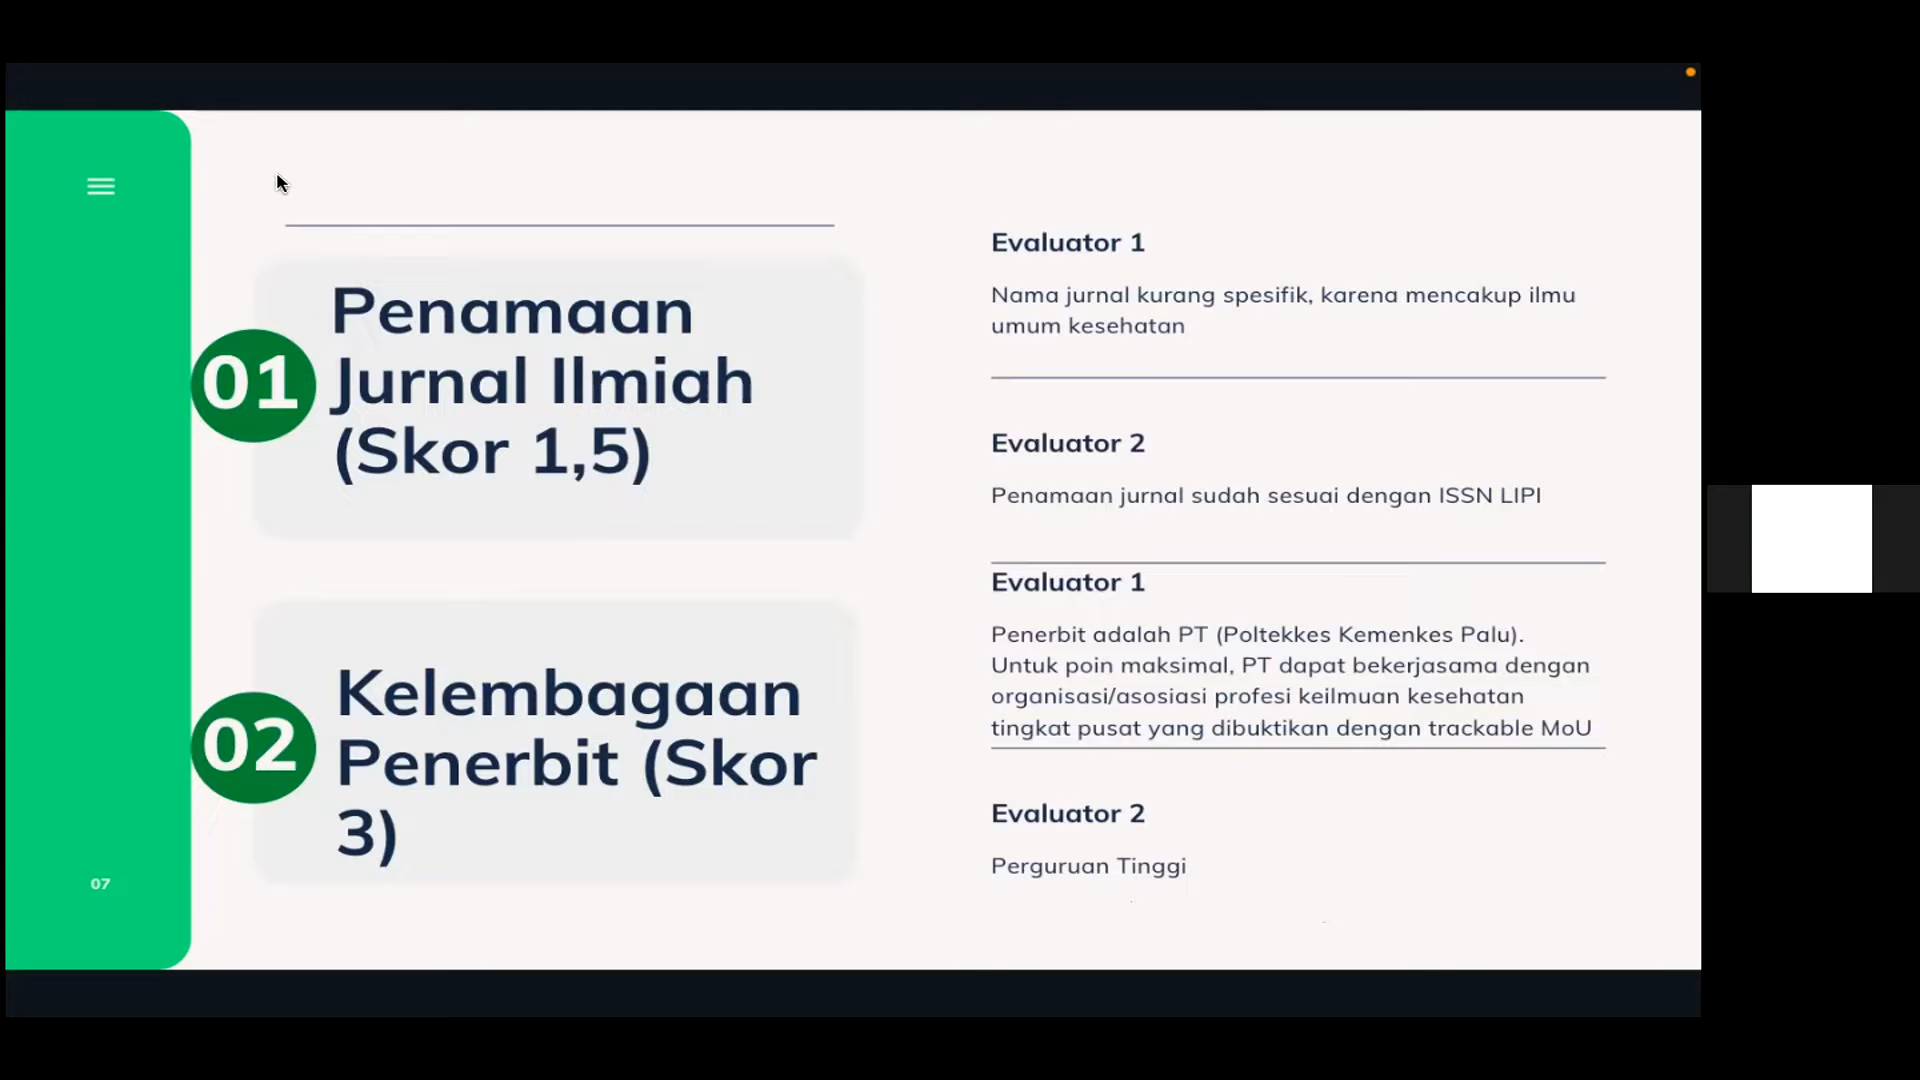 01
Penamaan
Jurnal Ilmiah
(Skor 1,5)
Evaluator 1
Nama jurnal kurang spesifik, karena mencakup ilmu
umum kesehatan
Evaluator 2
Penamaan jurnal sudah sesuai dengan ISSN LIPI
02
Kelembagaan
Penerbit (Skor
3)
Evaluator 1
Penerbit adalah PT (Poltekkes Kemenkes Palu).
Untuk poin maksimal, PT dapat bekerjasama dengan
organisasi/asosiasi profesi keilmuan kesehatan
tingkat pusat yang dibuktikan dengan trackable MoU
Evaluator 2
Perguruan Tinggi
07